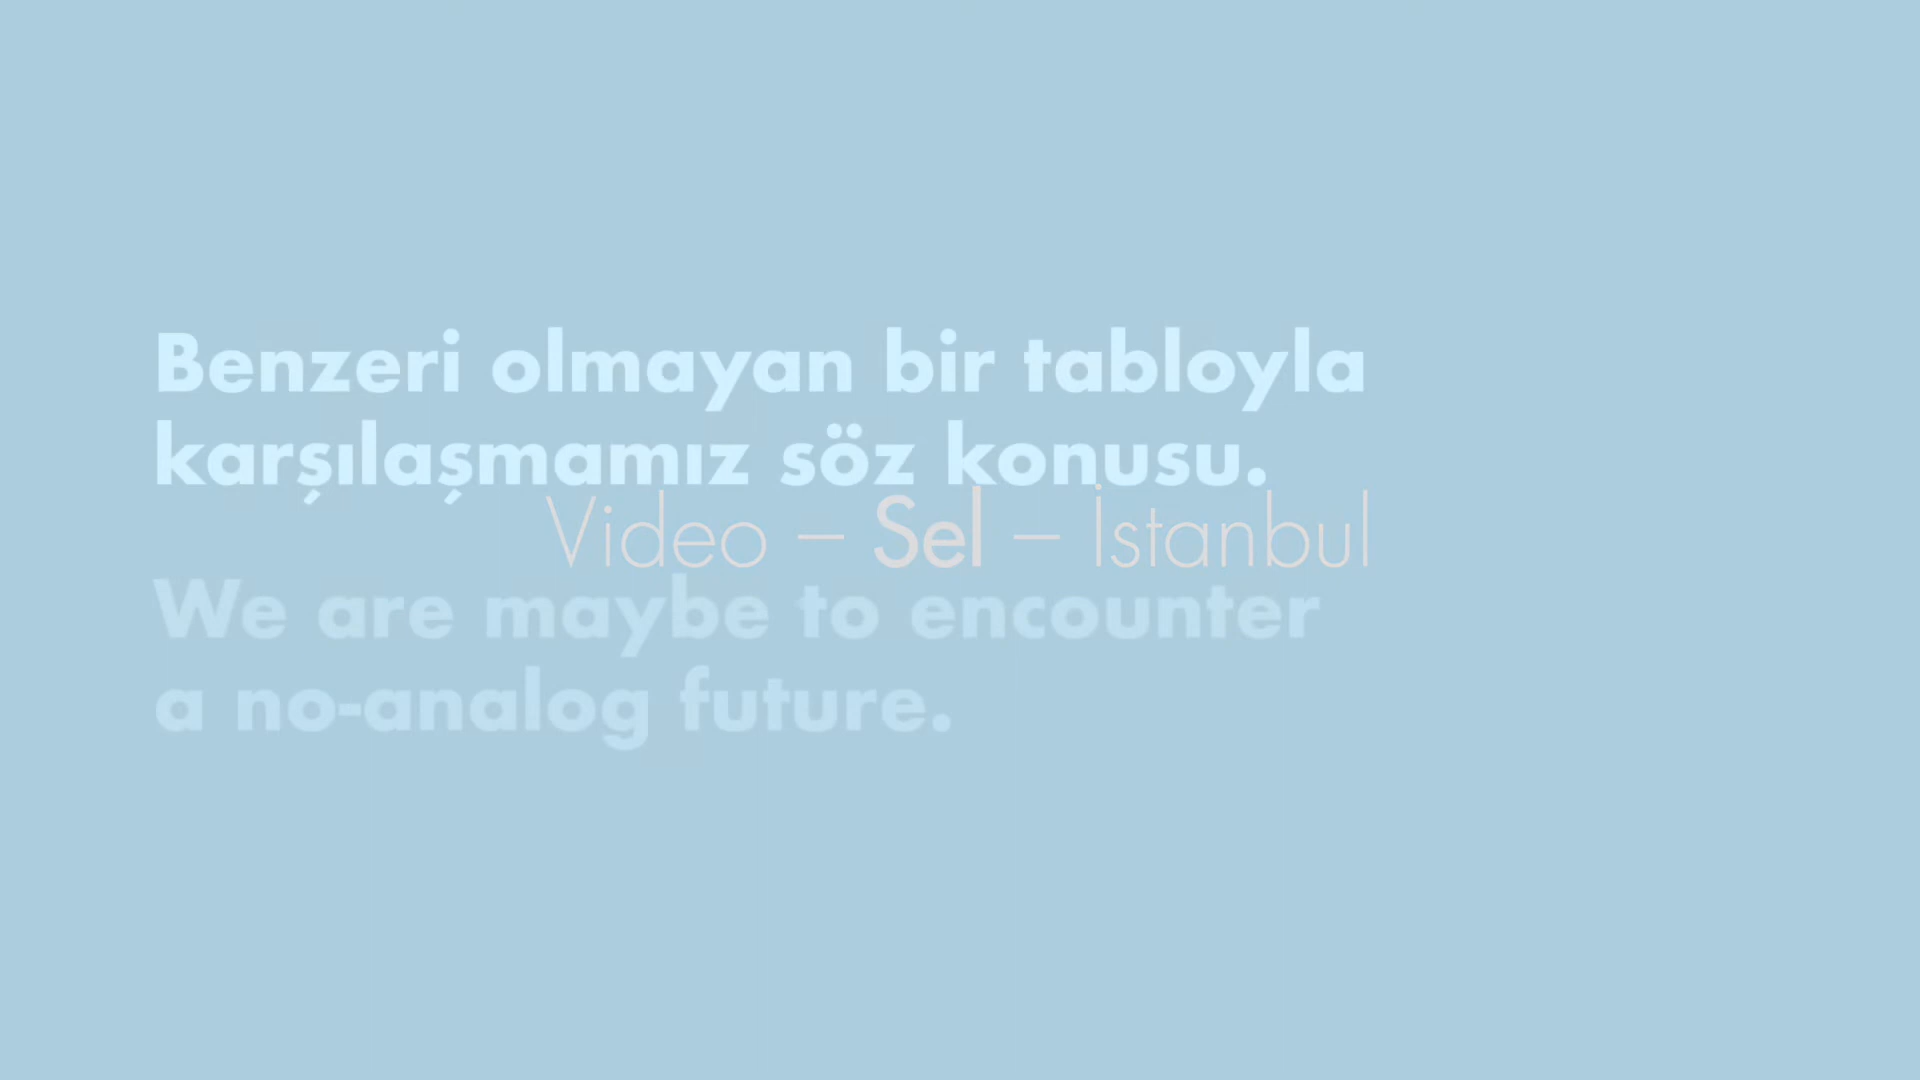 Benzeri olmayan bir tabloyla
karşılaşmamız söz konusu.
Video – Sel – İstanbul
We are maybe to encounter
a no-analog future.